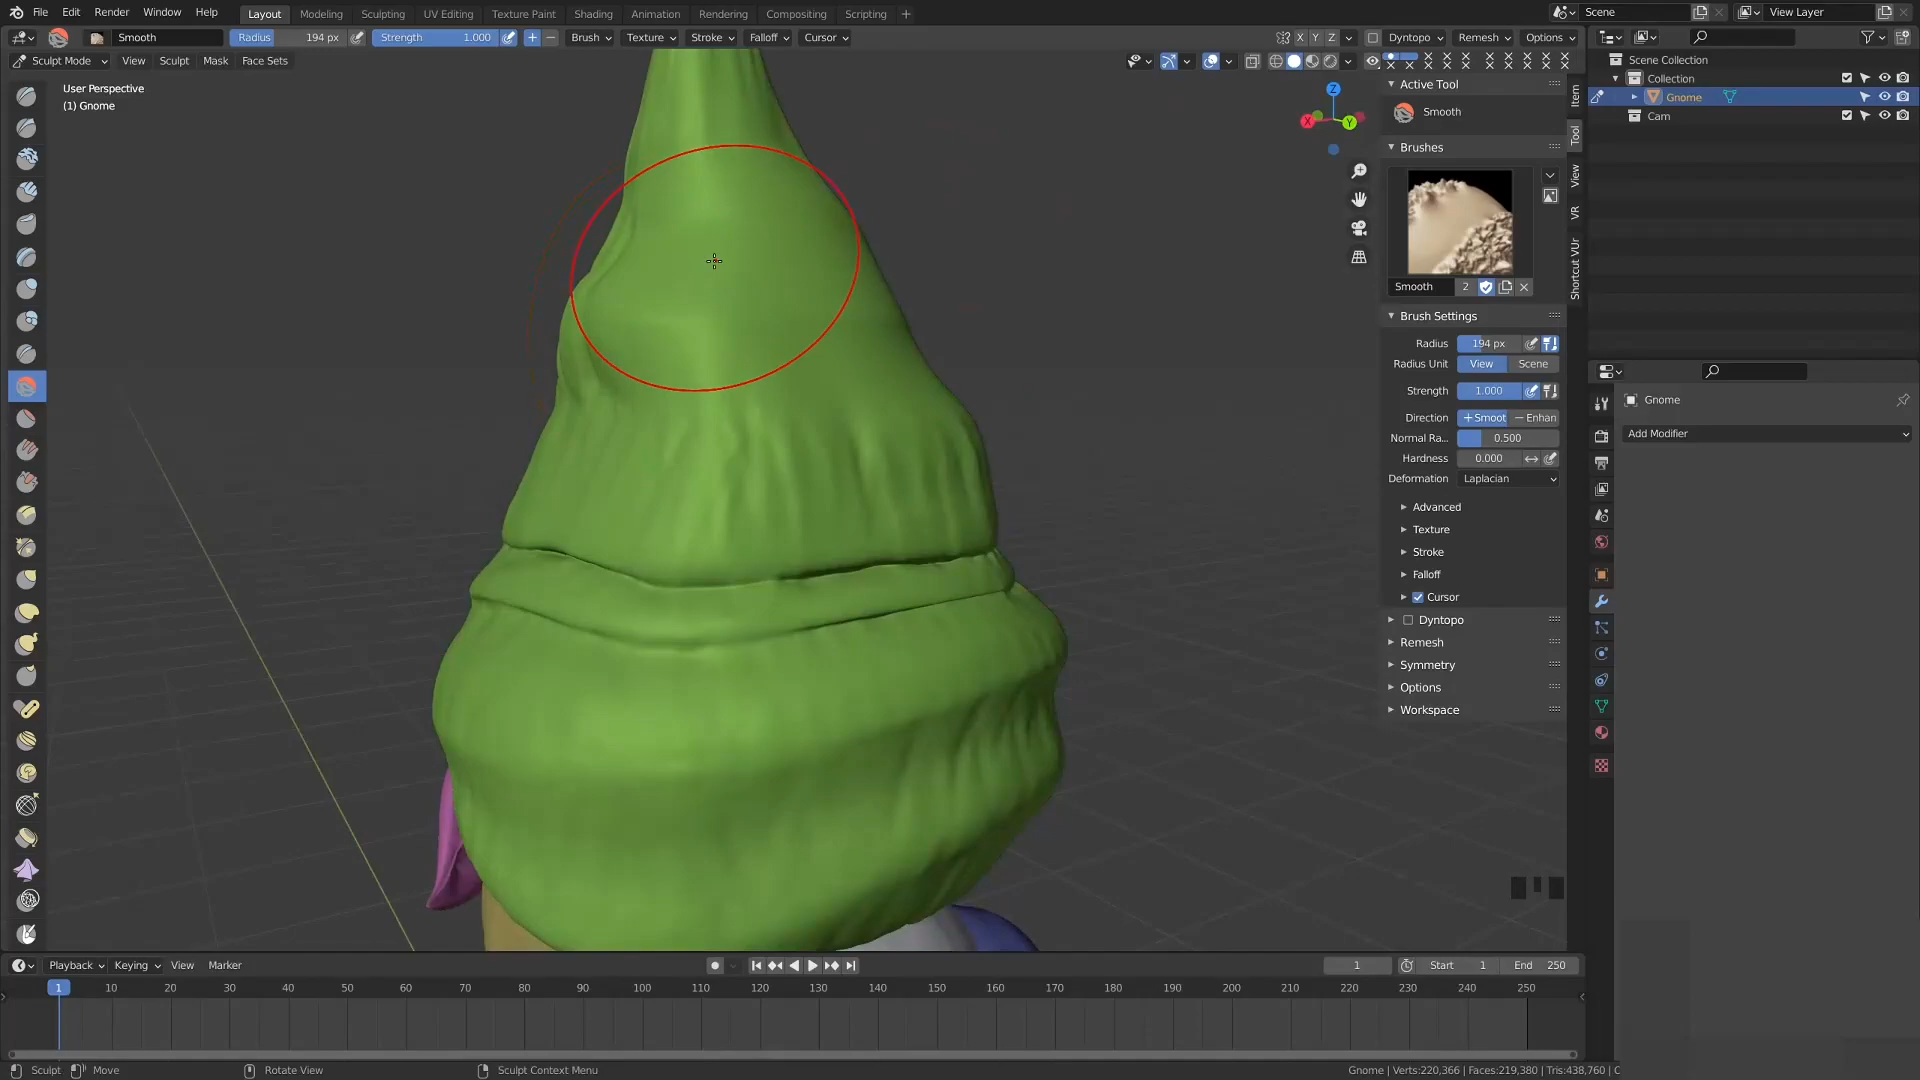 File Edit Render Window Help Layout Modeling Sculpting UV Editing Texture Paint Shading Animation Rendering Compositing Scripting + Scene View Layer
Smooth Radius 194 px Strength 1.000 + − Brush Texture Stroke Falloff Cursor X Y Z Dyntopo Remesh Options
Sculpt Mode View Sculpt Mask Face Sets
Scene Collection
Collection
Gnome
Cam
User Perspective
(1) Gnome
Z
X
Y
Active Tool
Smooth
Brushes
Smooth 2
Brush Settings
Radius 194 px
Radius Unit View Scene
Strength 1.000
Direction + Smoot − Enhan
Normal Ra... 0.500
Hardness 0.000
Deformation Laplacian
Advanced
Texture
Stroke
Falloff
Cursor
Dyntopo
Remesh
Symmetry
Options
Workspace
Item
Tool
View
VR
Shortcut VUr
Gnome
Add Modifier
Playback Keying View Marker 1 Start 1 End 250
1 10 20 30 40 50 60 70 80 90 100 110 120 130 140 150 160 170 180 190 200 210 220 230 240 250
Sculpt Move Rotate View Sculpt Context Menu Gnome | Verts:220,366 | Faces:219,380 | Tris:438,760 |